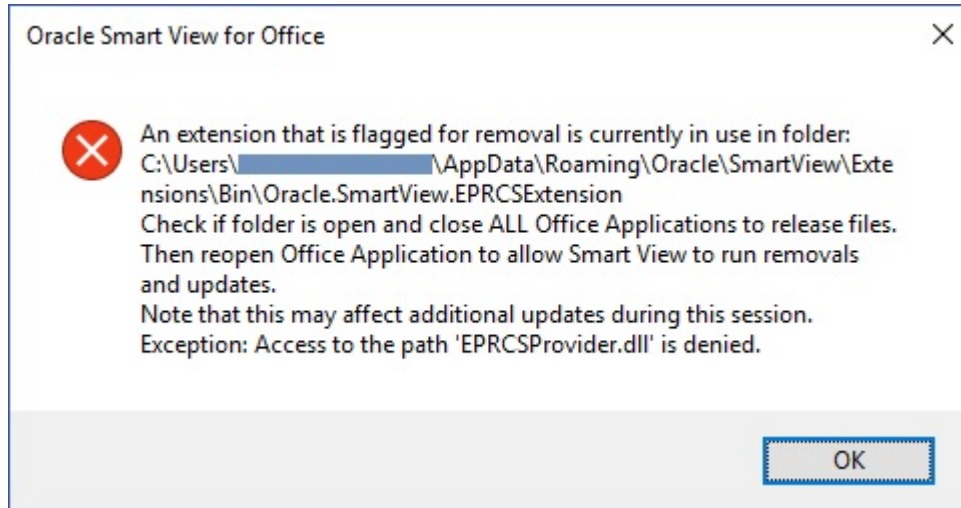 Oracle Smart View for Office
An extension that is flagged for removal is currently in use in folder:
C:\Users\ \AppData\Roaming\Oracle\SmartView\Exte
nsions\Bin\Oracle.SmartView.EPRCSExtension
Check if folder is open and close ALL Office Applications to release files.
Then reopen Office Application to allow Smart View to run removals
and updates.
Note that this may affect additional updates during this session.
Exception: Access to the path 'EPRCSProvider.dll' is denied.
OK